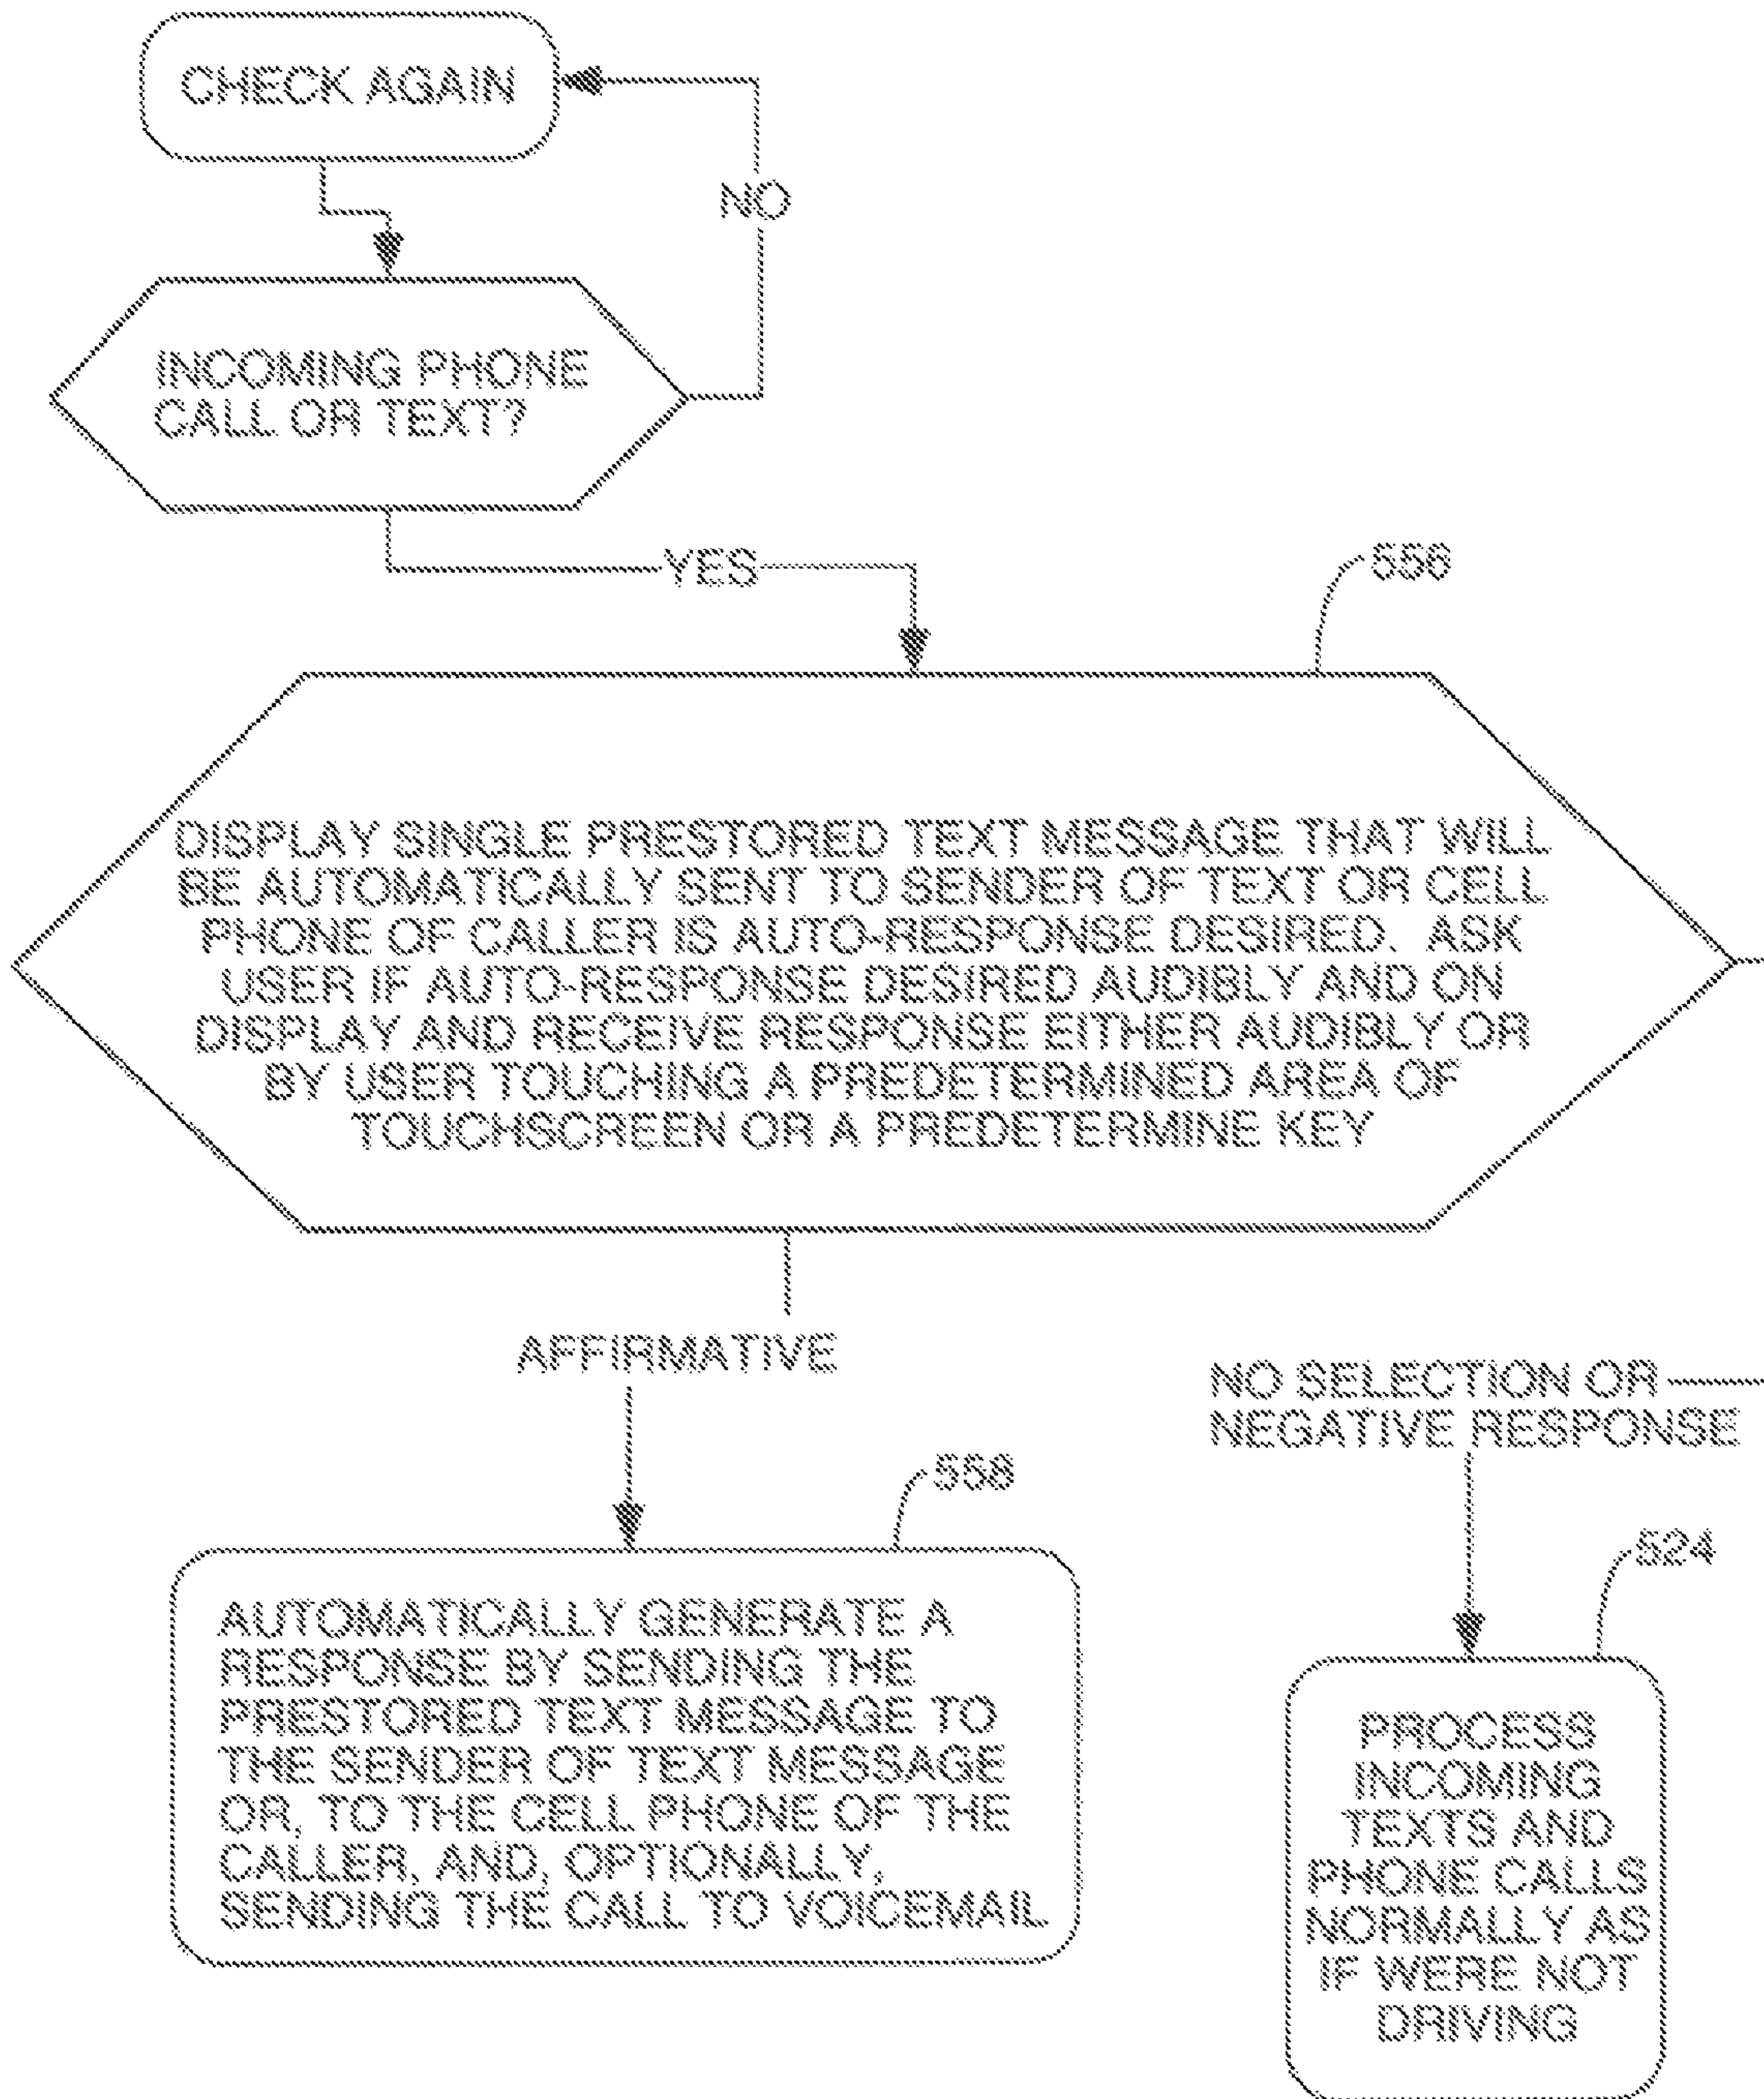 CHECK AGAIN
NO
INCOMING PHONE
CALL OR TEXT?
YES
556
DISPLAY SINGLE PRESTORED TEXT MESSAGE THAT WILL
BE AUTOMATICALLY SENT TO SENDER OF TEXT OR CELL
PHONE OF CALLER IS AUTO-RESPONSE DESIRED. ASK
USER IF AUTO-RESPONSE DESIRED AUDIBLY AND ON
DISPLAY AND RECEIVE RESPONSE EITHER AUDIBLY OR
BY USER TOUCHING A PREDETERMINED AREA OF
TOUCHSCREEN OR A PREDETERMINE KEY
AFFIRMATIVE
NO SELECTION OR
NEGATIVE RESPONSE
558
AUTOMATICALLY GENERATE A
RESPONSE BY SENDING THE
PRESTORED TEXT MESSAGE TO
THE SENDER OF TEXT MESSAGE
OR, TO THE CELL PHONE OF THE
CALLER, AND, OPTIONALLY,
SENDING THE CALL TO VOICEMAIL
524
PROCESS
INCOMING
TEXTS AND
PHONE CALLS
NORMALLY AS
IF WERE NOT
DRIVING